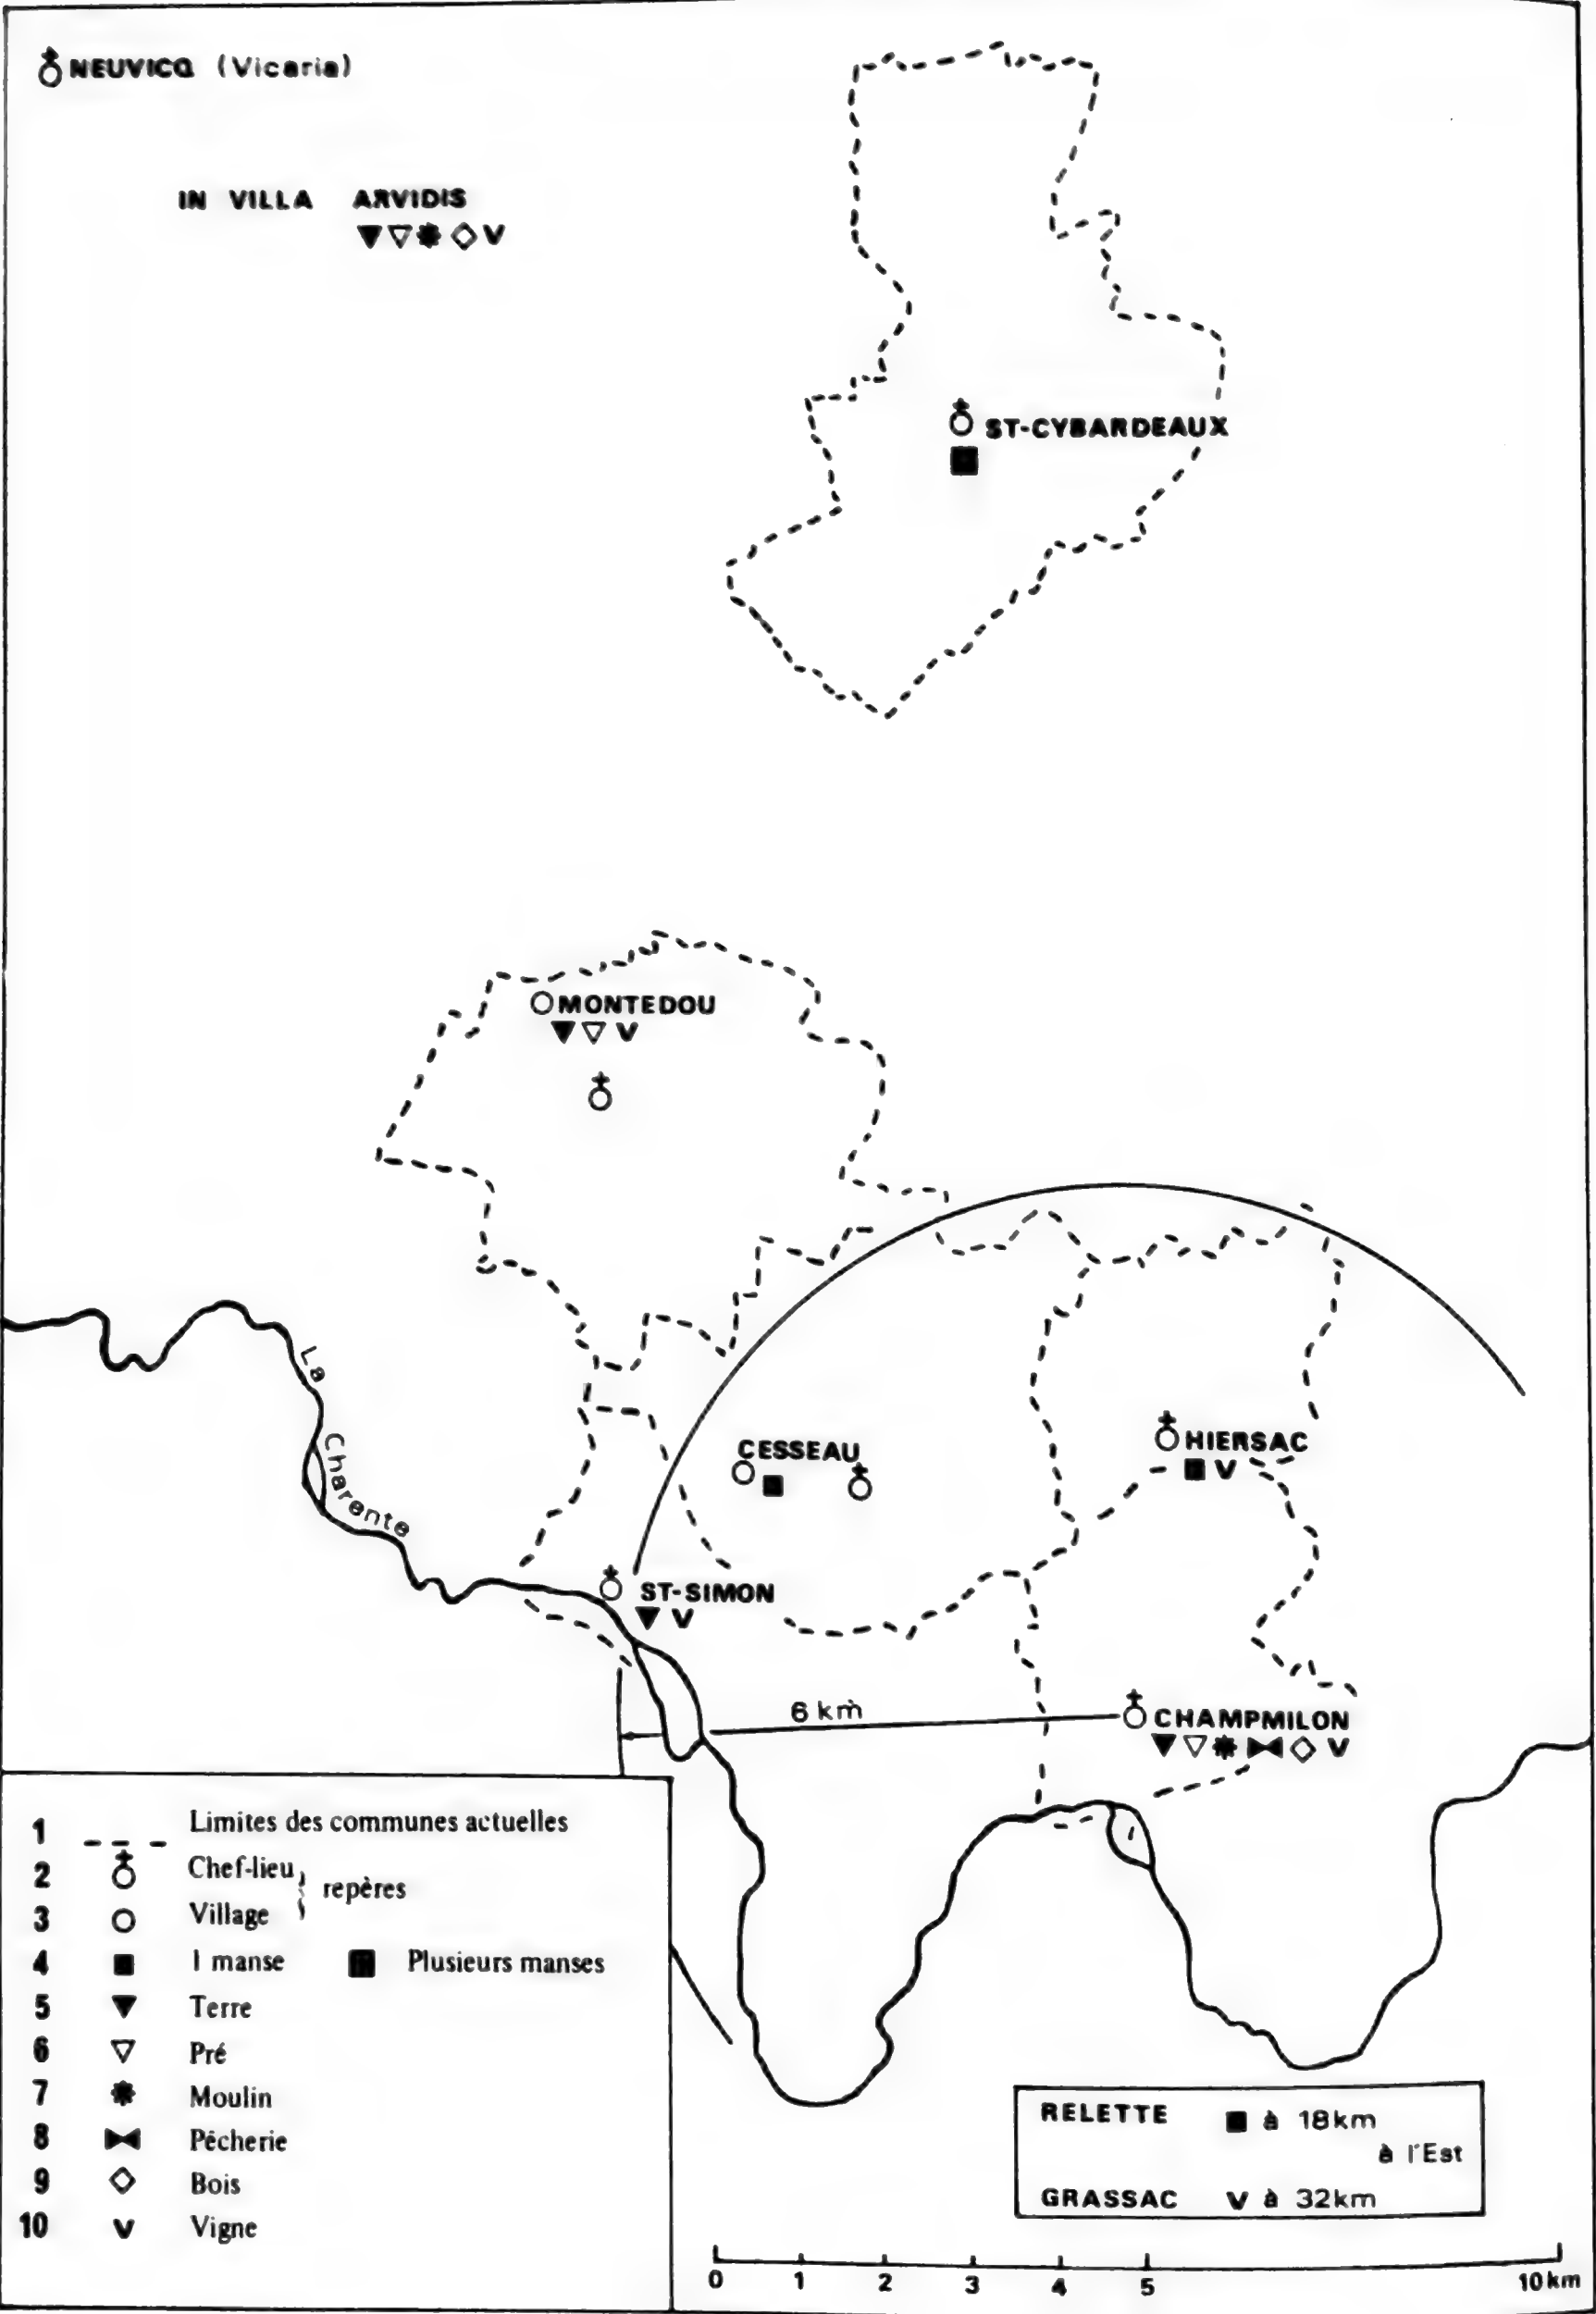 NEUVICQ (Vicaria)
IN VILLA ARVIDIS
V
ST-CYBARDEAUX
MONTEDOU
V
La Charente
CESSEAU
HIERSAC
V
ST-SIMON
V
6 km
CHAMPMILON
V
1 Limites des communes actuelles
2 Chef-lieu
repères
3 Village
4 1 manse Plusieurs manses
5 Terre
6 Pré
7 Moulin
8 Pêcherie
9 Bois
10 V Vigne
RELETTE à 18km
à l'Est
GRASSAC V à 32km
0 1 2 3 4 5 10 km